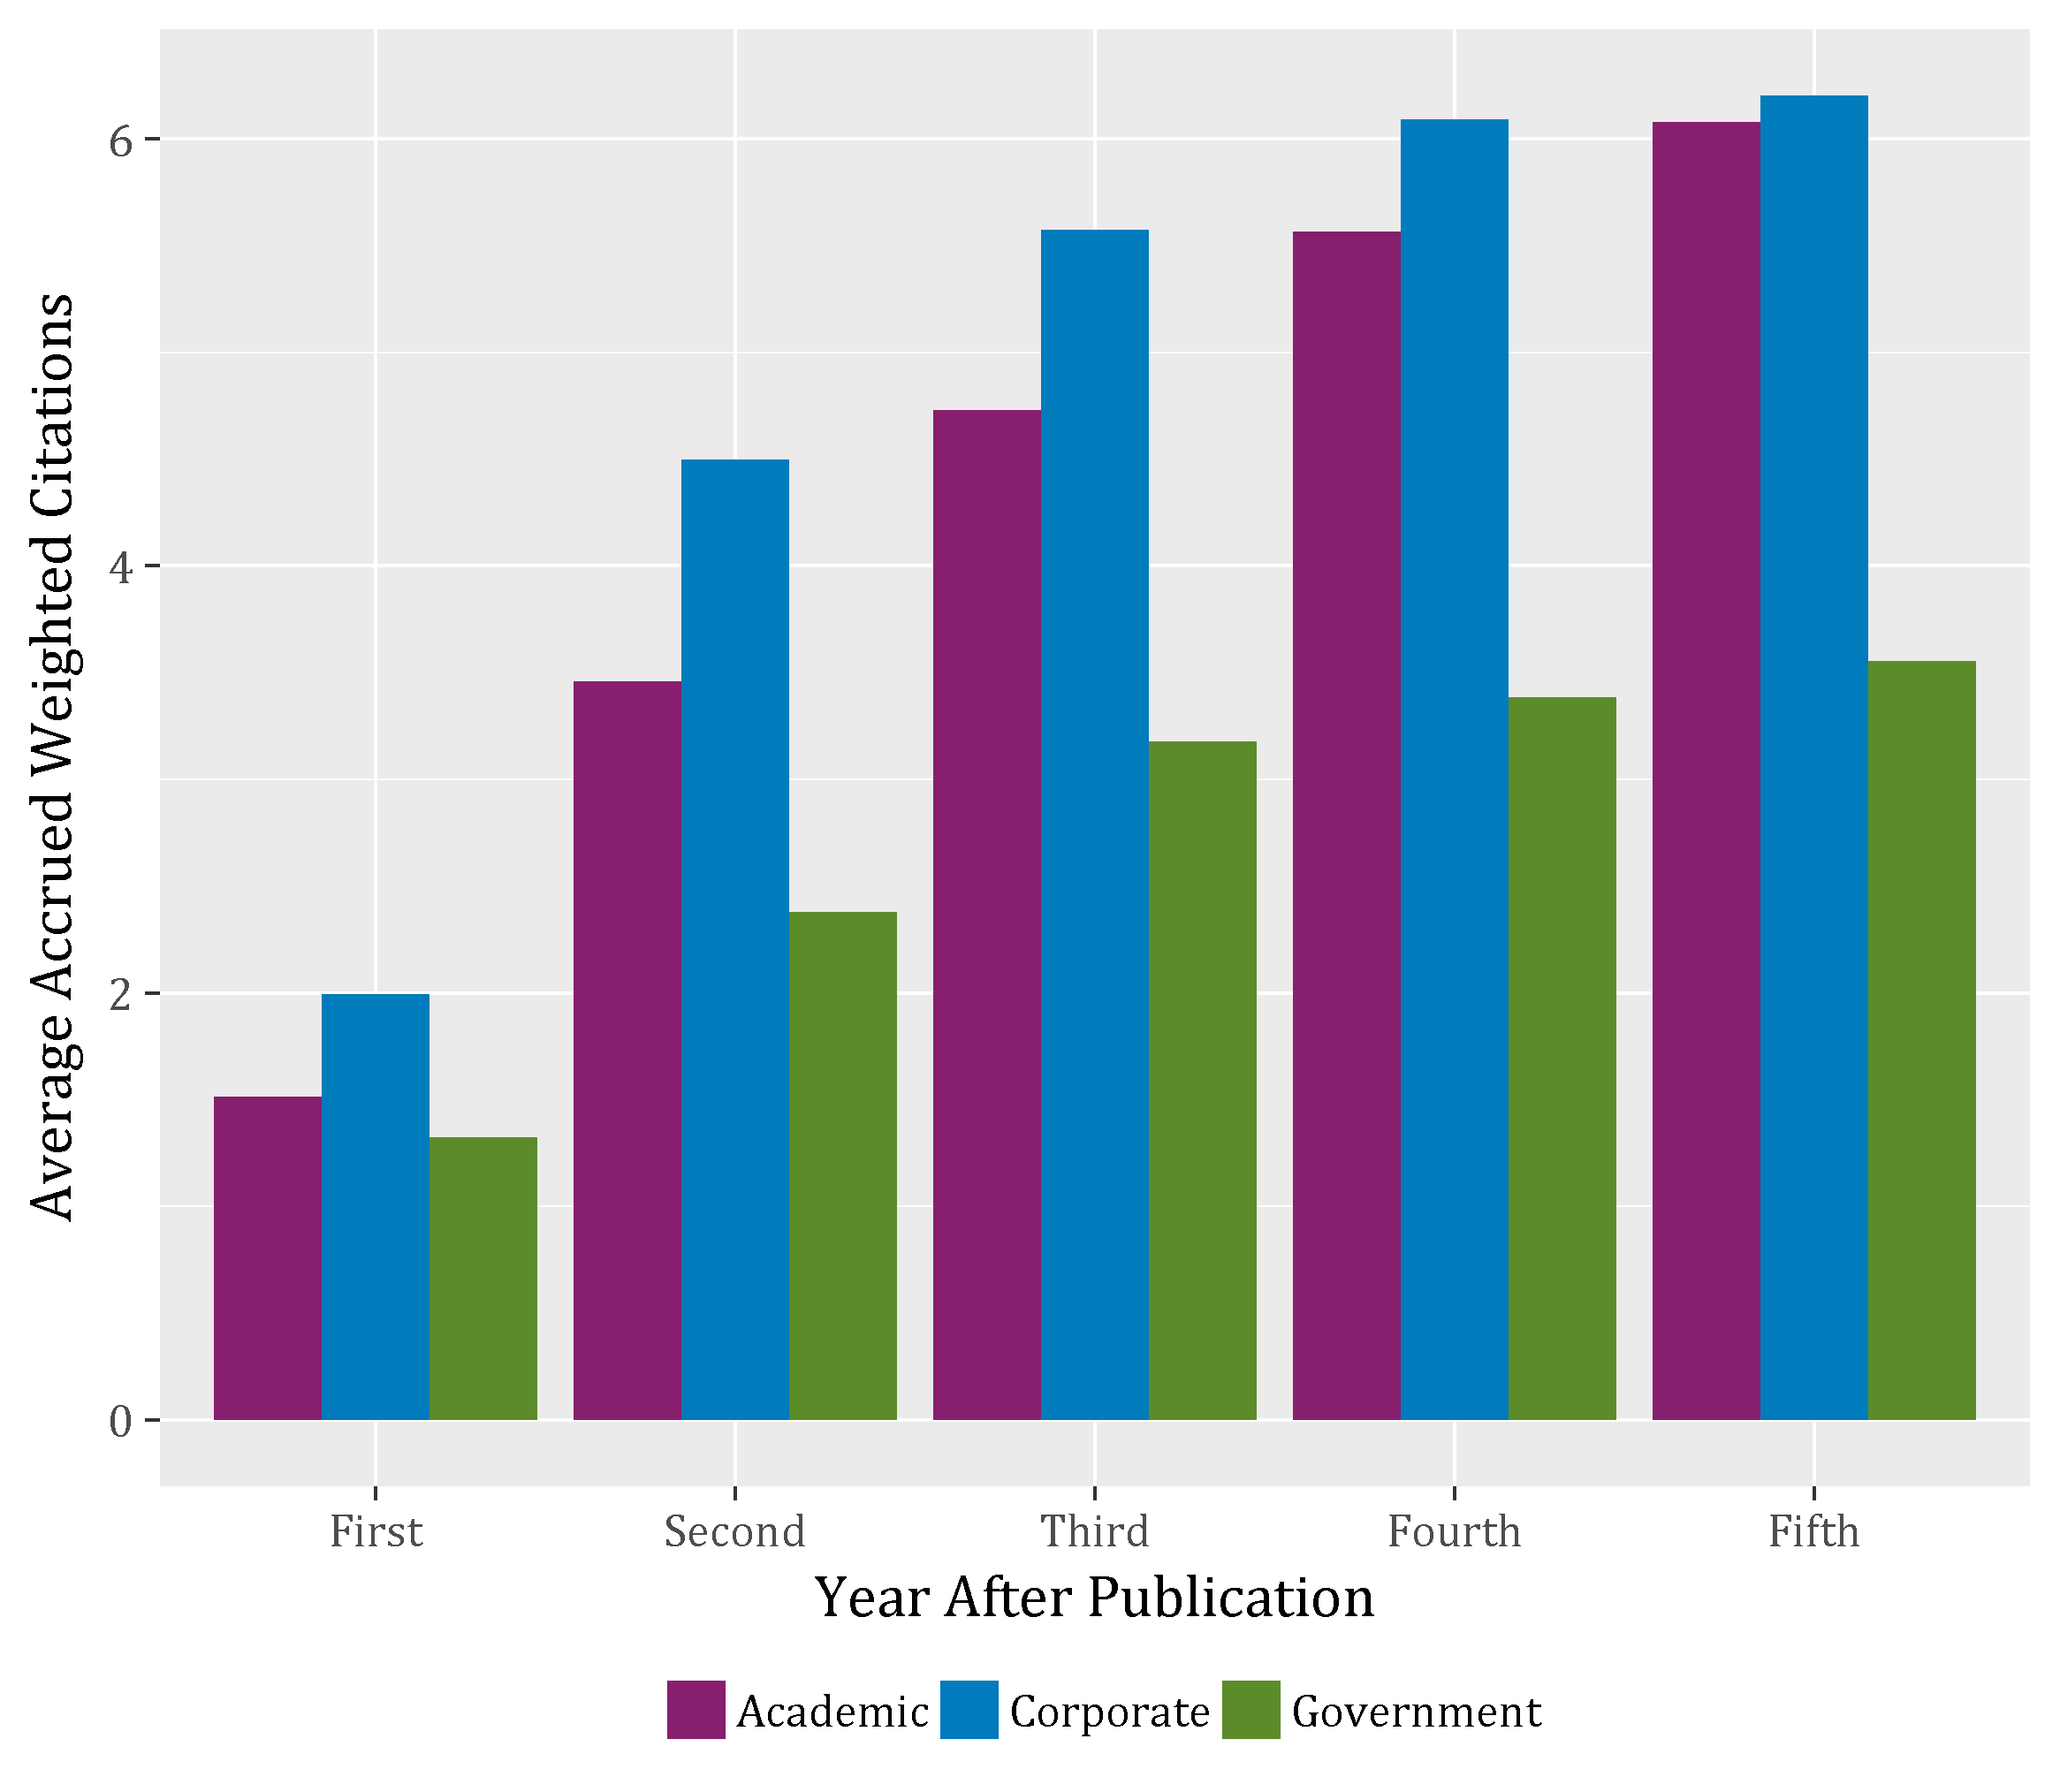 Average Accrued Weighted Citations
6
4
2
0
First Second Third Fourth Fifth
Year After Publication
Academic Corporate Government